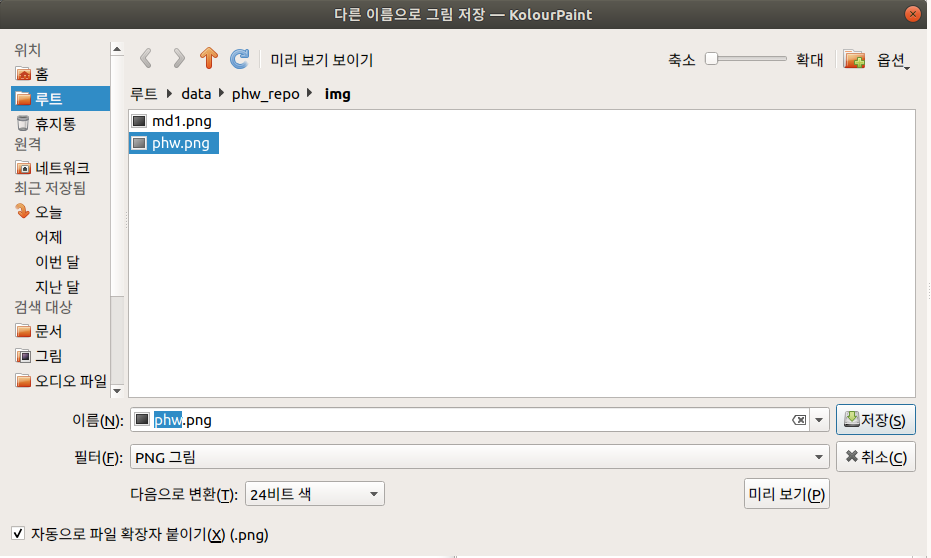 다른 이름으로 그림 저장 — KolourPaint
위치
홈
루트
휴지통
원격
네트워크
최근 저장됨
오늘
어제
이번 달
지난 달
검색 대상
문서
그림
오디오 파일
미리 보기 보이기
축소 확대 옵션
루트 data phw_repo img
md1.png
phw.png
이름(N): phw.png 저장(S)
필터(F): PNG 그림 취소(C)
다음으로 변환(T): 24비트 색 미리 보기(P)
자동으로 파일 확장자 붙이기(X) (.png)